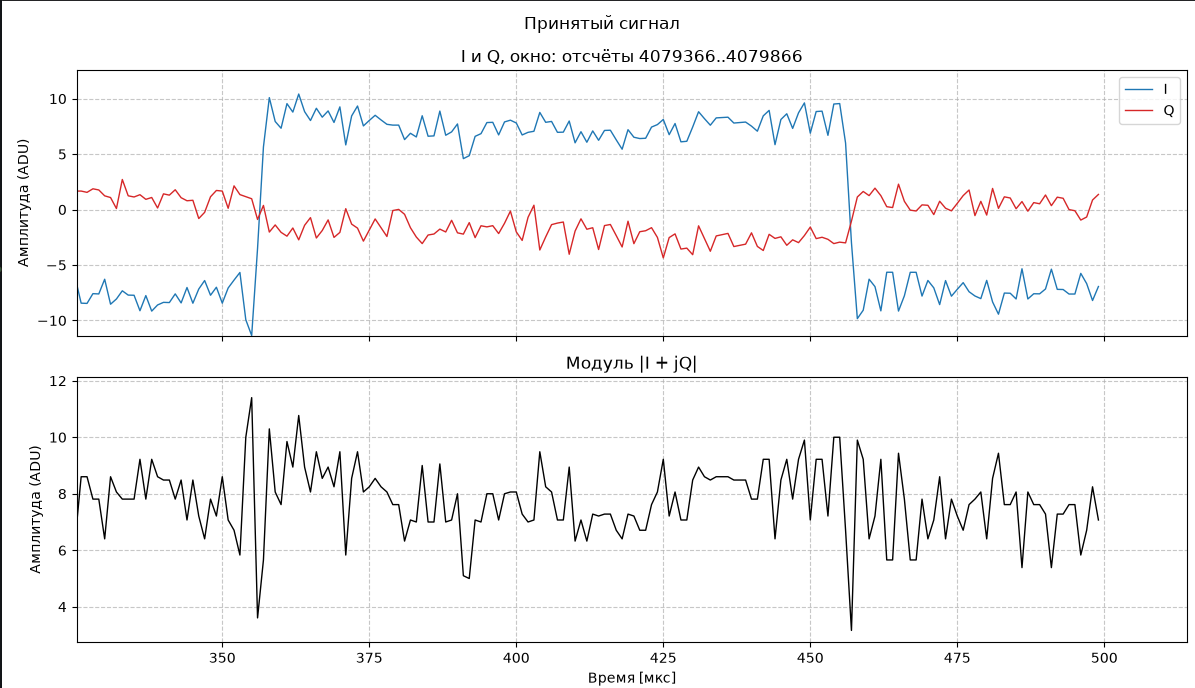 Принятый сигнал
I и Q, окно: отсчёты 4079366..4079866
Амплитуда (ADU)
10
5
0
−5
−10
I
Q
Модуль |I + jQ|
Амплитуда (ADU)
12
10
8
6
4
350 375 400 425 450 475 500
Время [мкс]